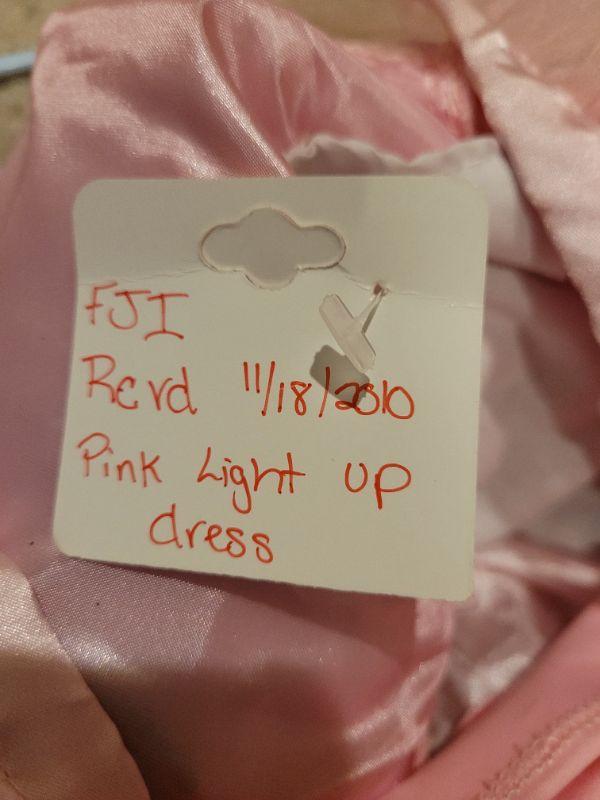 FJI
Rcvd 11/18/2010
Pink Light up
dress